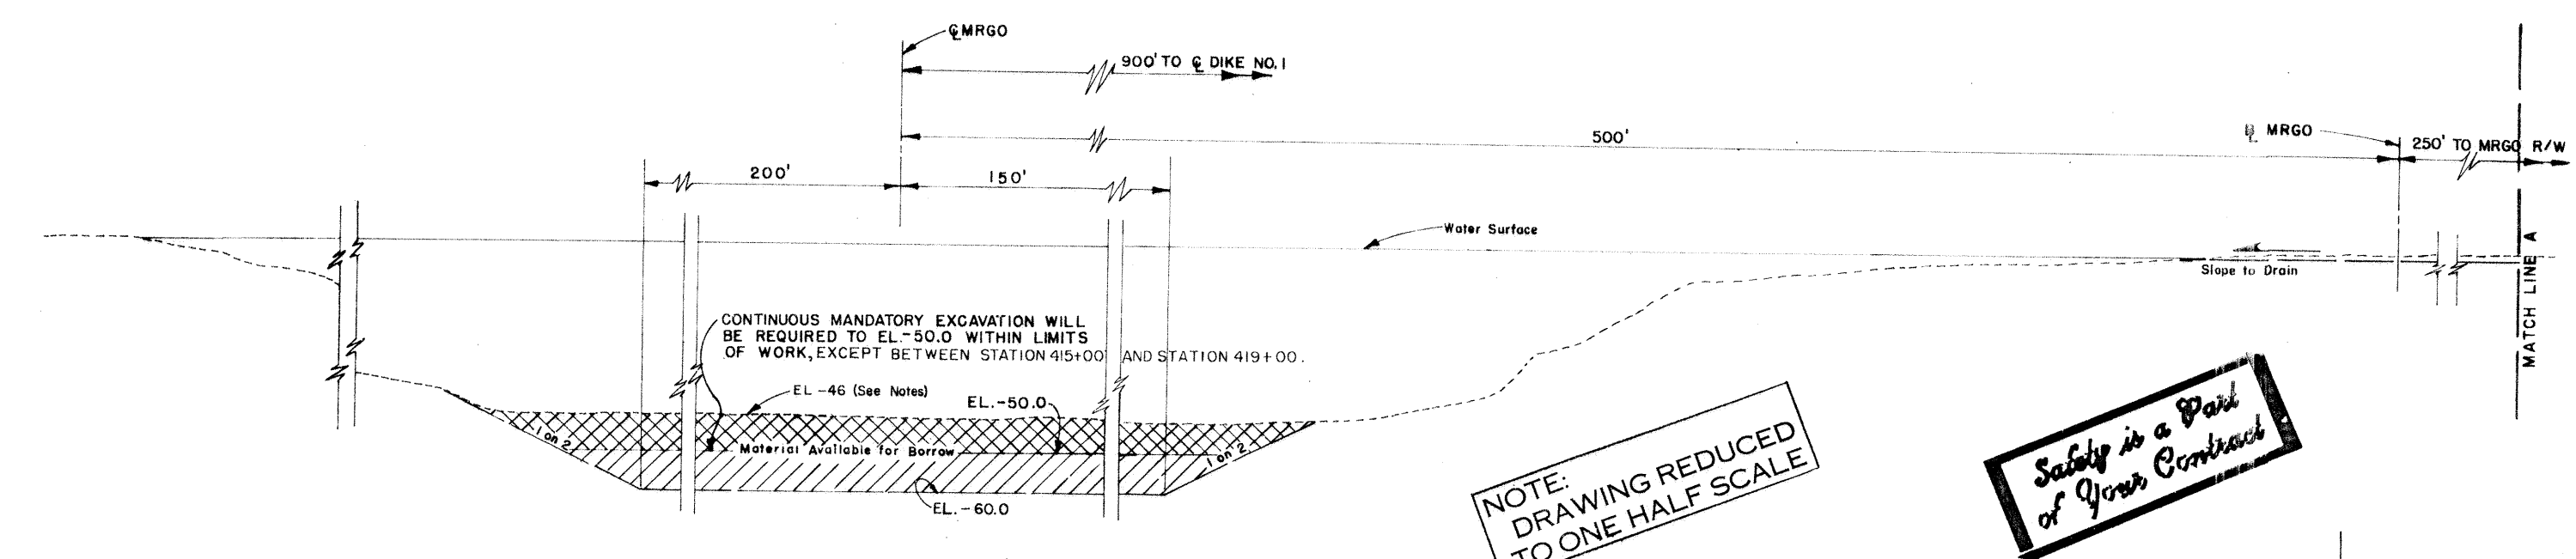 ℄ MRGO
900' TO ℄ DIKE NO. 1
500'
℄ MRGO
250' TO MRGO R/W
200'
150'
Water Surface
Slope to Drain
MATCH LINE A
CONTINUOUS MANDATORY EXCAVATION WILL
BE REQUIRED TO EL.-50.0 WITHIN LIMITS
OF WORK, EXCEPT BETWEEN STATION 415+00 AND STATION 419+00.
EL -46 (See Notes)
EL.-50.0
1 on 2
Material Available for Borrow
1 on 2
EL.-60.0
NOTE:
DRAWING REDUCED
TO ONE HALF SCALE
Safety is a Part
of Your Contract